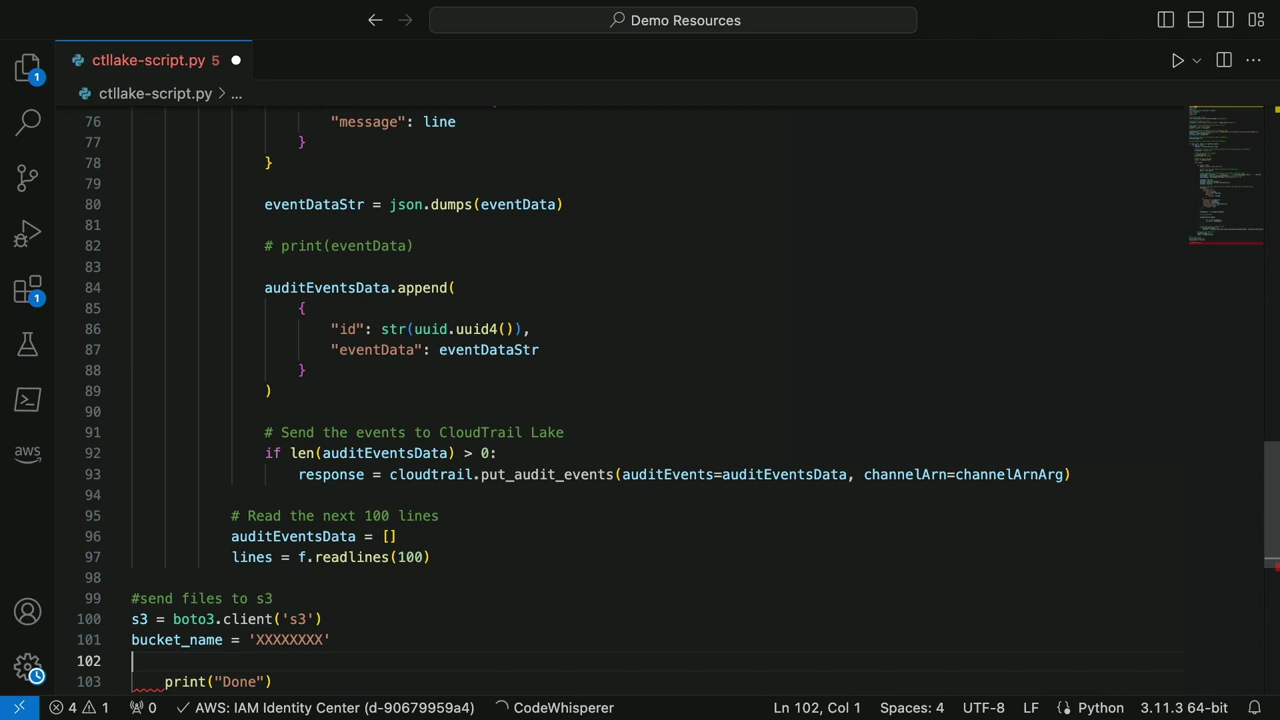 Demo Resources
ctllake-script.py 5
ctllake-script.py > ...
1
76 "message": line
77 }
78 }
79
80 eventDataStr = json.dumps(eventData)
81
82 # print(eventData)
83
84 auditEventsData.append(
85 {
86 "id": str(uuid.uuid4()),
87 "eventData": eventDataStr
88 }
89 )
90
91 # Send the events to CloudTrail Lake
92 if len(auditEventsData) > 0:
93 response = cloudtrail.put_audit_events(auditEvents=auditEventsData, channelArn=channelArnArg)
94
95 # Read the next 100 lines
96 auditEventsData = []
97 lines = f.readlines(100)
98
99 #send files to s3
100 s3 = boto3.client('s3')
101 bucket_name = 'XXXXXXXX'
102
103 print("Done")
1
aws
4 1 0 AWS: IAM Identity Center (d-90679959a4) CodeWhisperer Ln 102, Col 1 Spaces: 4 UTF-8 LF Python 3.11.3 64-bit